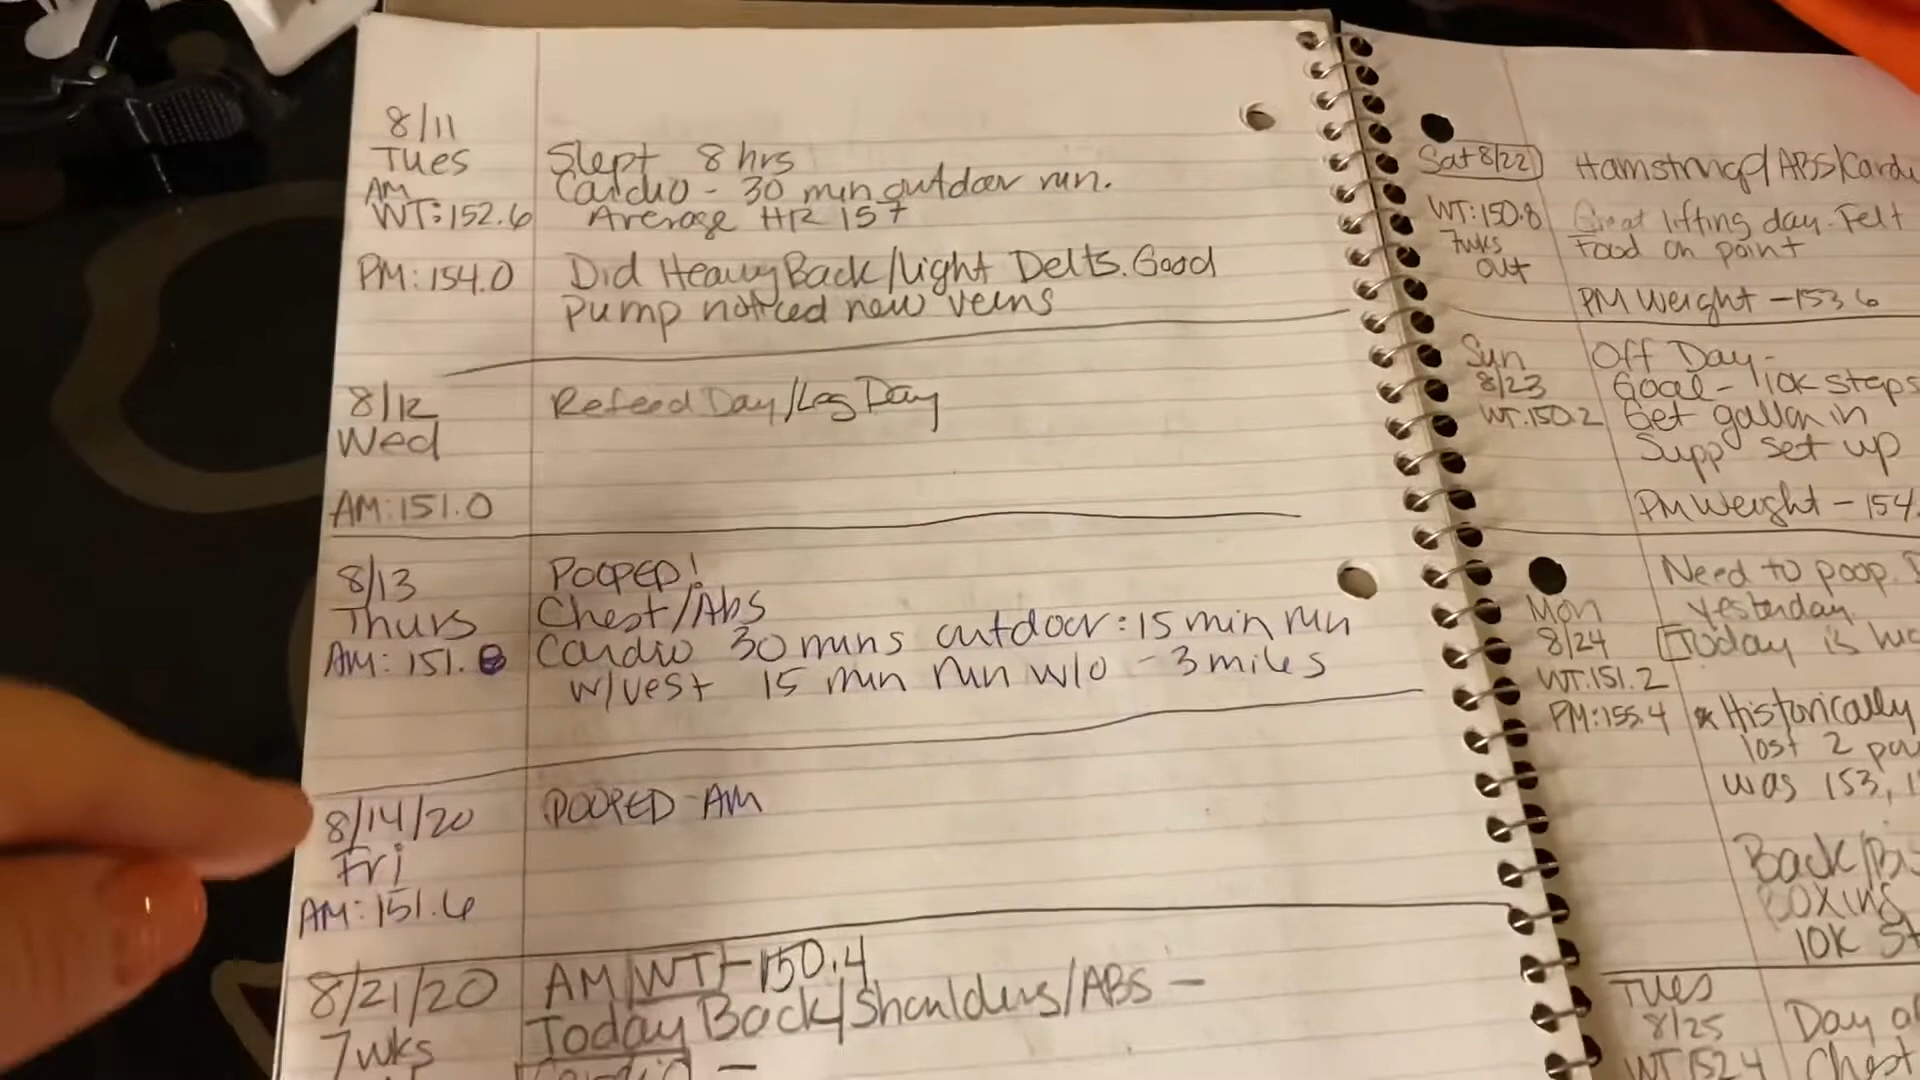 8/11
Tues
AM
WT:152.6
Slept 8 hrs
Cardio - 30 min outdoor run.
Average HR 157
PM: 154.0
Did Heavy Back/Light Delts. Good
pump noticed new veins
8/12
Wed
Refeed Day/Leg Day
AM:151.0
8/13
Thurs
AM: 151.
POOPED!
Chest/Abs
Cardio 30 mins outdoor: 15 min run
w/vest 15 min run w/o - 3 miles
8/14/20
Fri
AM:151.6
POOPED-AM
8/21/20
7wks
AM WT-150.4
Today Back/Shoulders/ABS -
Sat 8/22
WT:150.8
7wks
out
/ABS/Card
Great lifting day. Felt
Food on point
PM Weight -153.6
Sun
8/23
WT.150.2
Off Day-
Goal- 10K steps
Get gallon in
Supp set up
PM Weight - 154.
Mon
8/24
WT.151.2
PM:155.4
Need to poop.
Yesterday
Today is
* Historically
lost 2
was 153,
Back/Bi
Boxing
10K St
Tues
8/25
WT 152.4
Day
Chest